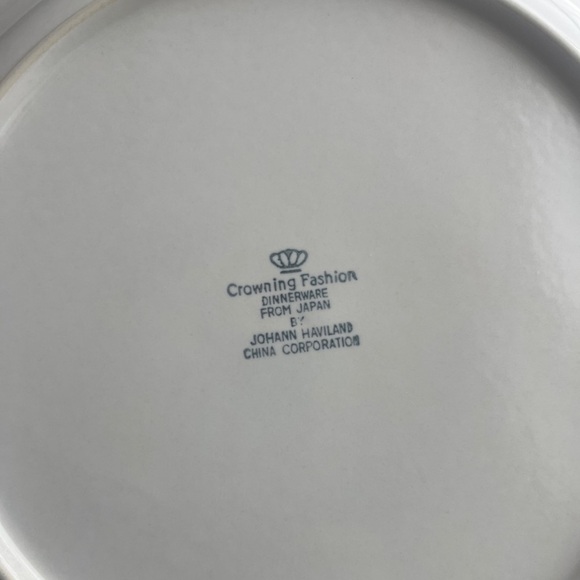 Crowning Fashion
DINNERWARE
FROM JAPAN
BY
JOHANN HAVILAND
CHINA CORPORATION